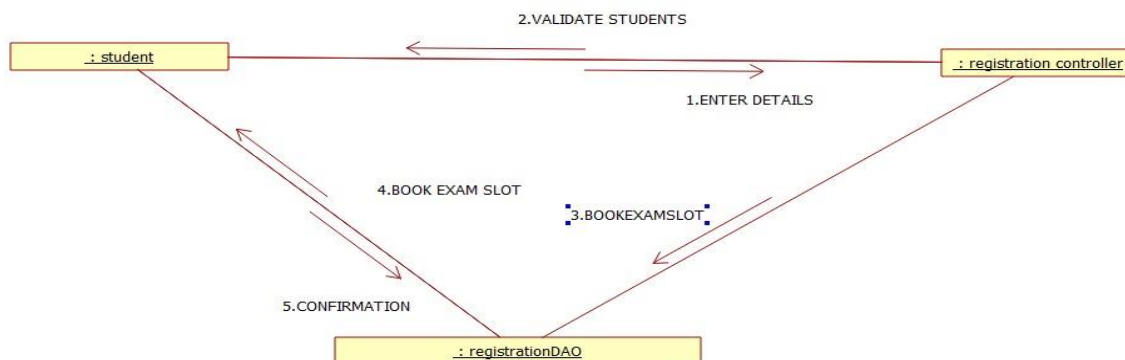 2.VALIDATE STUDENTS
: student
: registration controller
1.ENTER DETAILS
4.BOOK EXAM SLOT
3.BOOKEXAMSLOT
5.CONFIRMATION
: registrationDAO